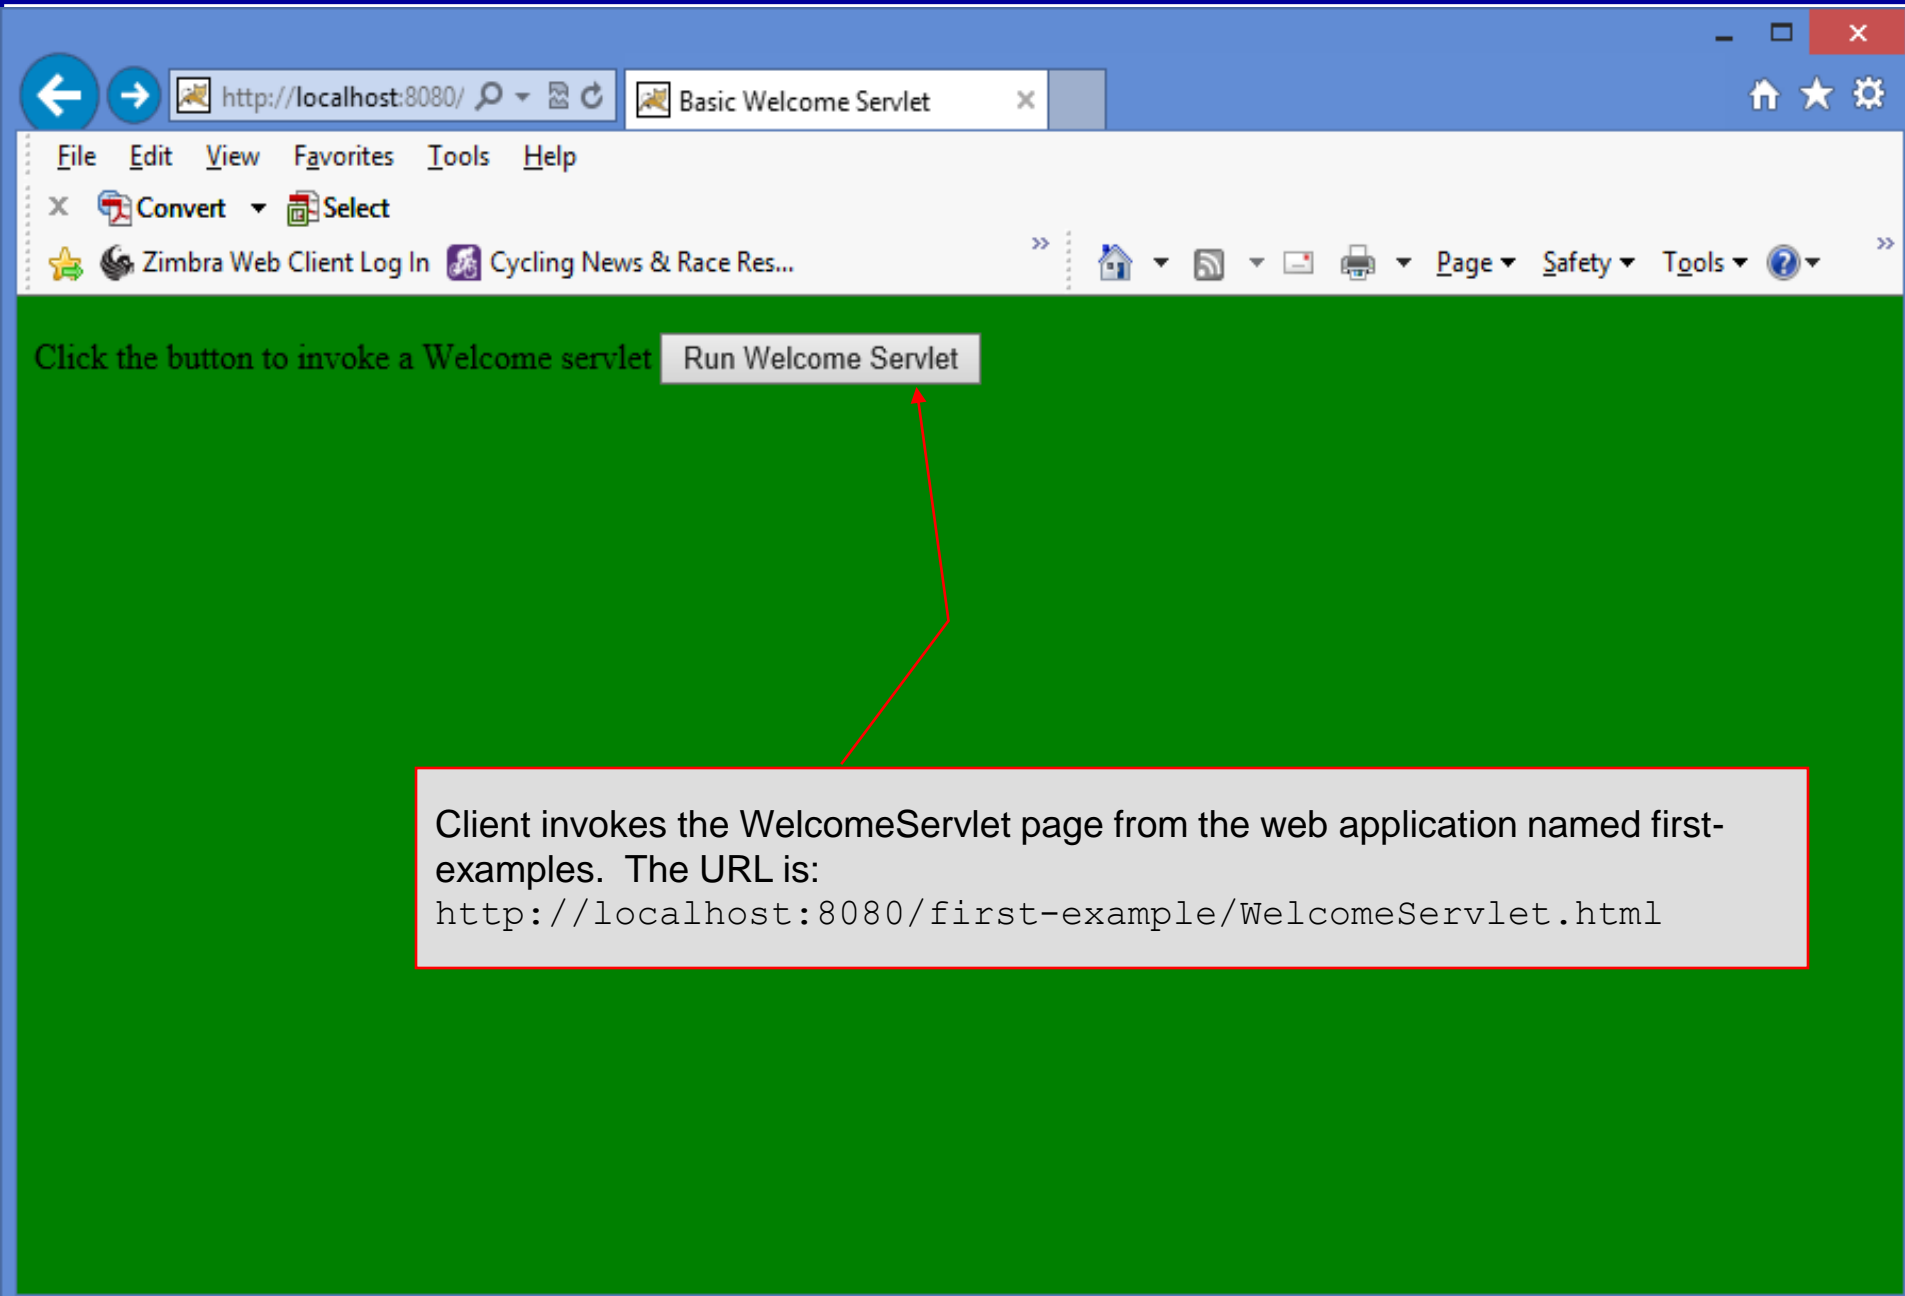 http://localhost:8080/
Basic Welcome Servlet
File Edit View Favorites Tools Help
Convert Select
Zimbra Web Client Log In Cycling News & Race Res... Page Safety Tools
Click the button to invoke a Welcome servlet Run Welcome Servlet
Client invokes the WelcomeServlet page from the web application named first-
examples. The URL is:
http://localhost:8080/first-example/WelcomeServlet.html